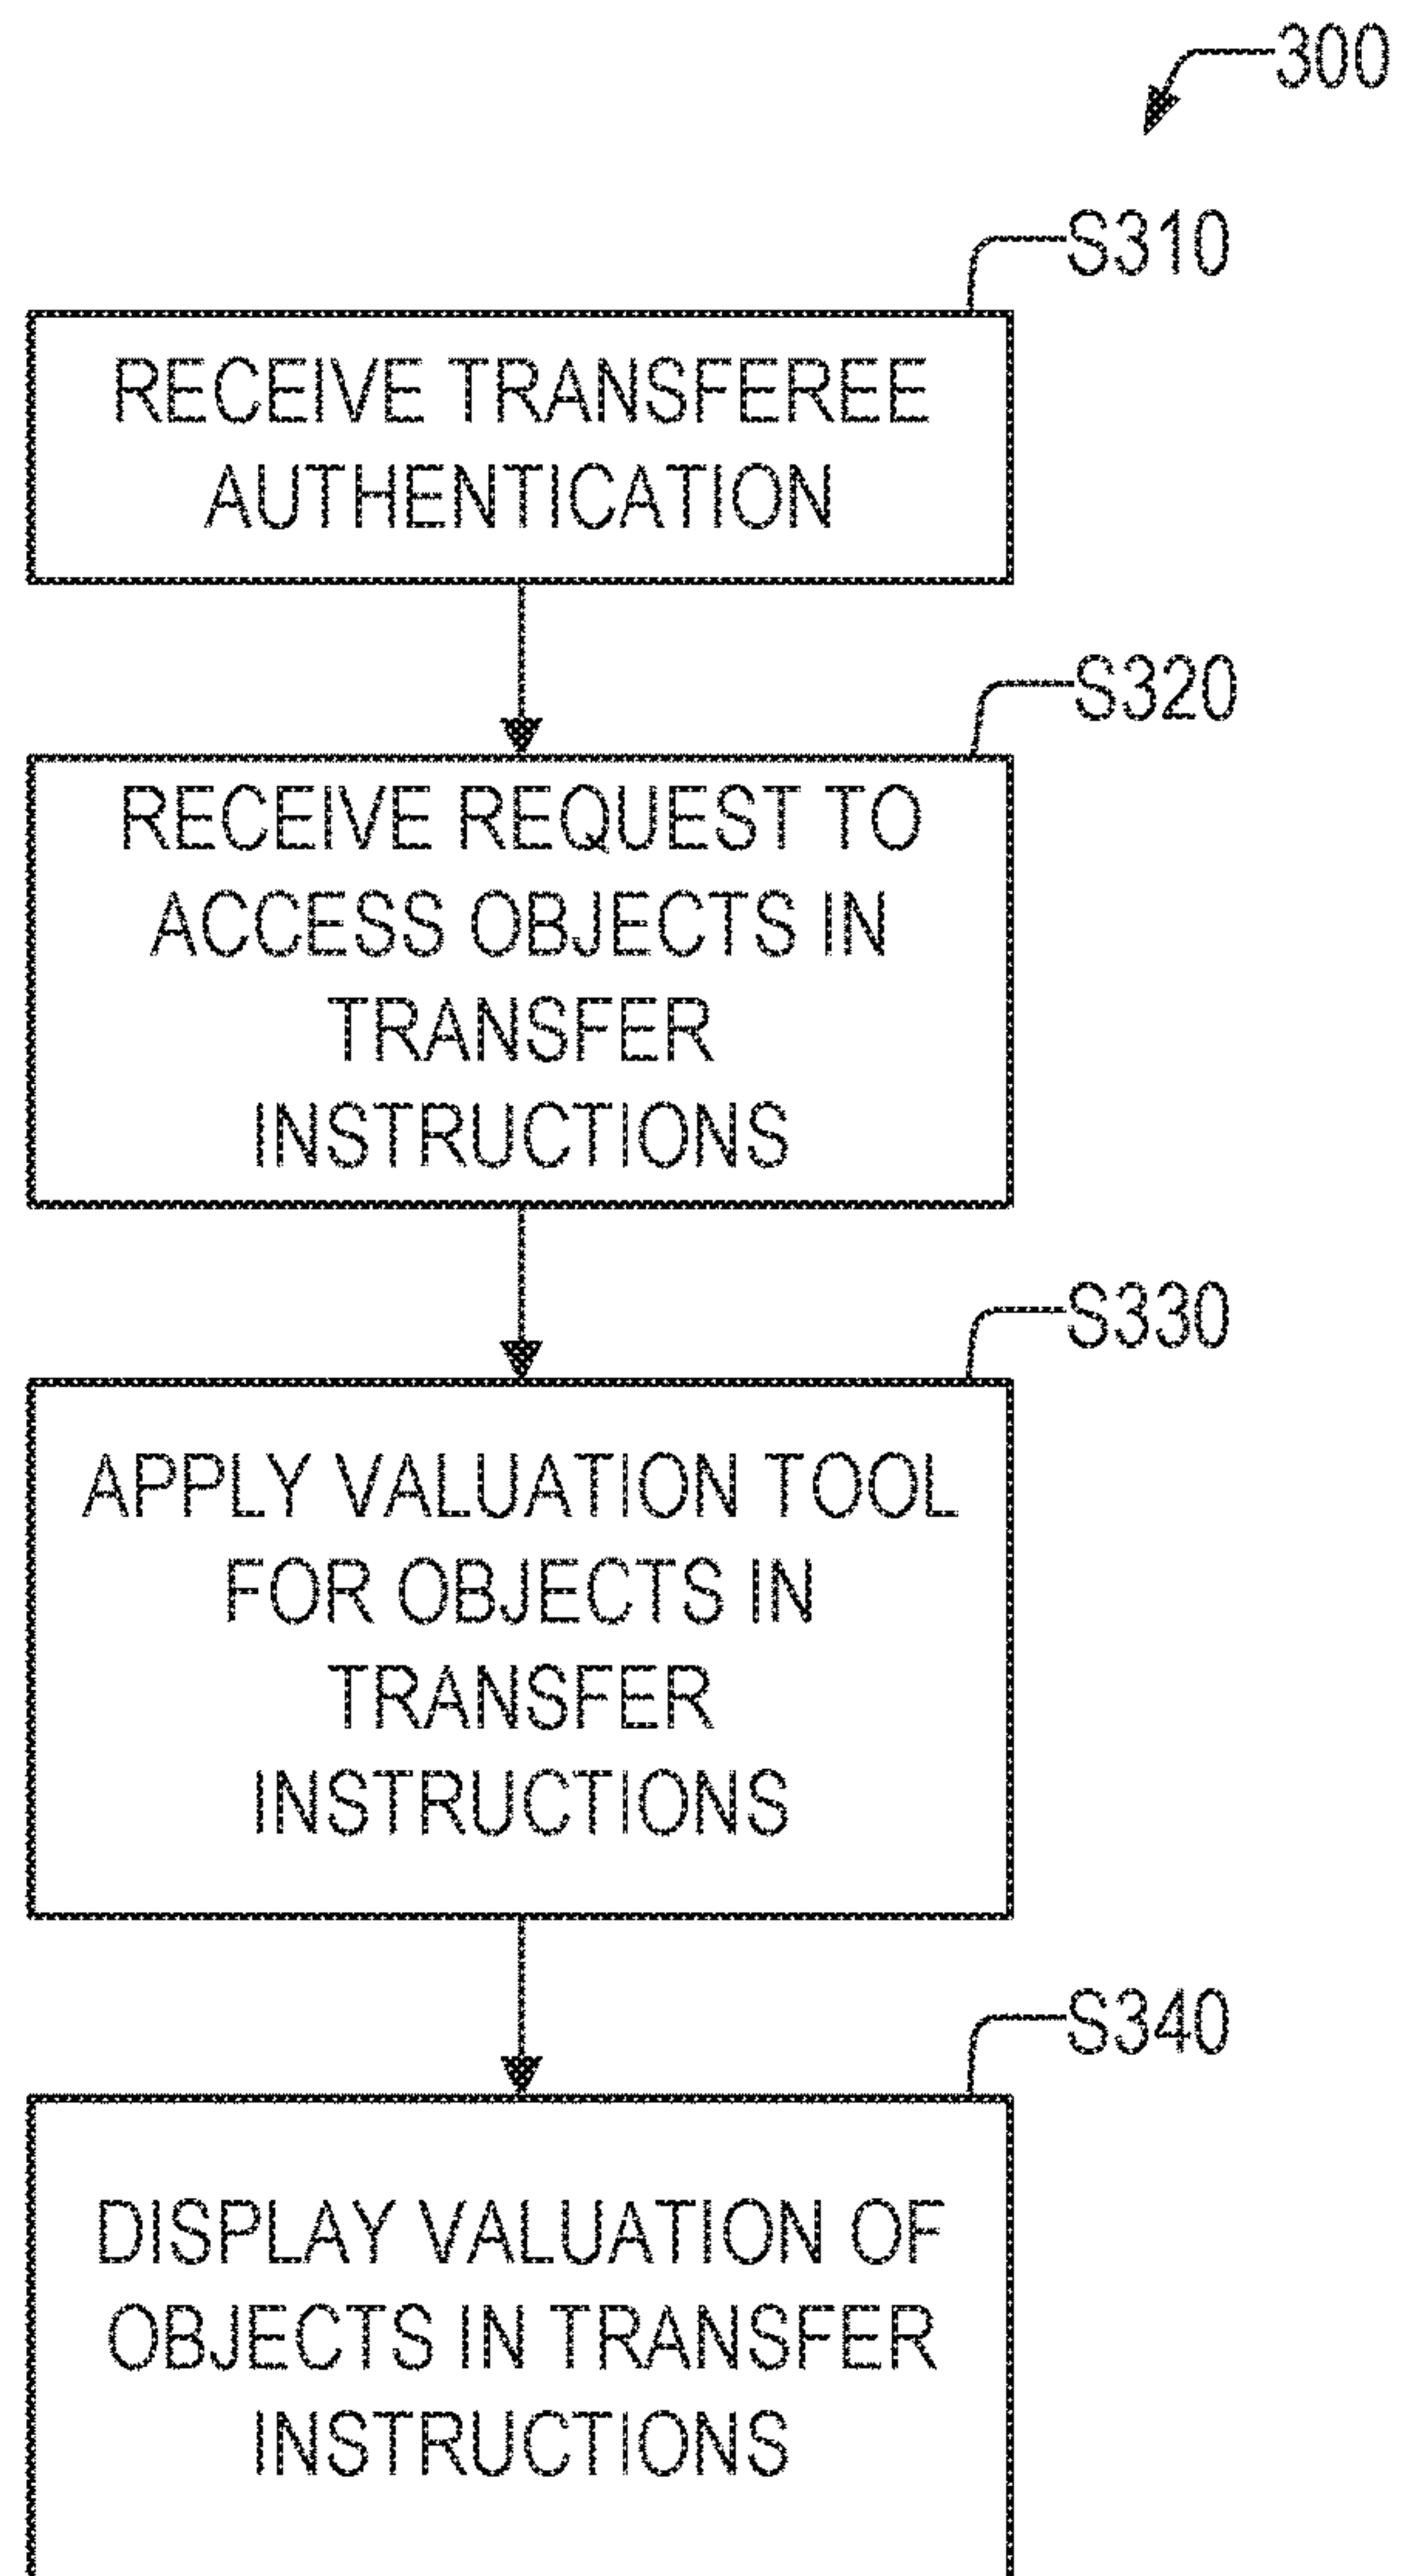 300
S310
RECEIVE TRANSFEREE
AUTHENTICATION
S320
RECEIVE REQUEST TO
ACCESS OBJECTS IN
TRANSFER
INSTRUCTIONS
S330
APPLY VALUATION TOOL
FOR OBJECTS IN
TRANSFER
INSTRUCTIONS
S340
DISPLAY VALUATION OF
OBJECTS IN TRANSFER
INSTRUCTIONS